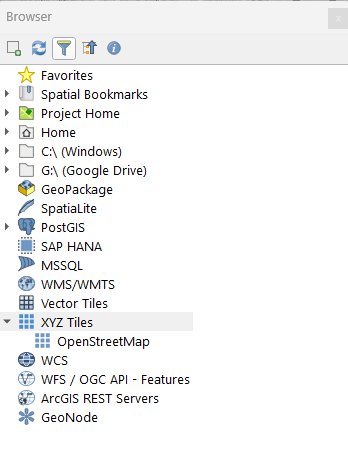 Browser
Favorites
Spatial Bookmarks
Project Home
Home
C:\ (Windows)
G:\ (Google Drive)
GeoPackage
SpatiaLite
PostGIS
SAP HANA
MSSQL
WMS/WMTS
Vector Tiles
XYZ Tiles
OpenStreetMap
WCS
WFS / OGC API - Features
ArcGIS REST Servers
GeoNode